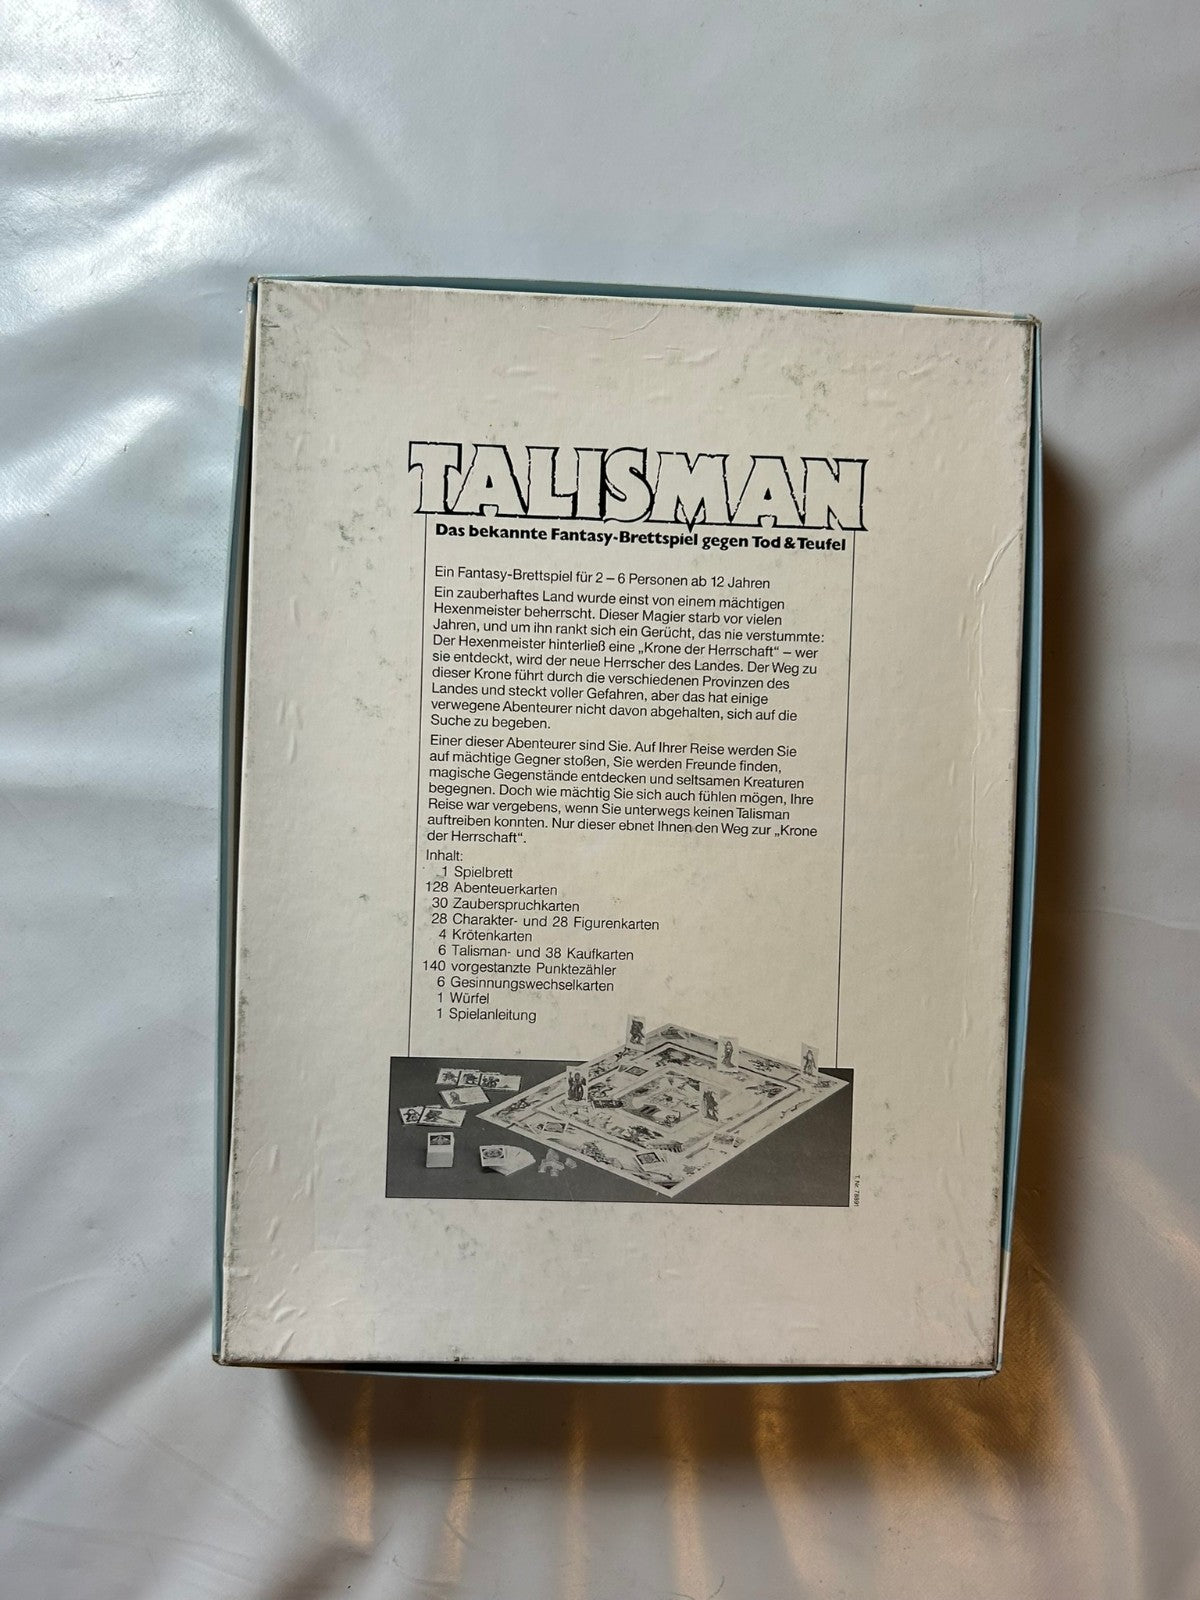 TALISMAN
Das bekannte Fantasy-Brettspiel gegen Tod & Teufel
Ein Fantasy-Brettspiel für 2 – 6 Personen ab 12 Jahren
Ein zauberhaftes Land wurde einst von einem mächtigen
Hexenmeister beherrscht. Dieser Magier starb vor vielen
Jahren, und um ihn rankt sich ein Gerücht, das nie verstummte:
Der Hexenmeister hinterließ eine „Krone der Herrschaft“ – wer
sie entdeckt, wird der neue Herrscher des Landes. Der Weg zu
dieser Krone führt durch die verschiedenen Provinzen des
Landes und steckt voller Gefahren, aber das hat einige
verwegene Abenteurer nicht davon abgehalten, sich auf die
Suche zu begeben.
Einer dieser Abenteurer sind Sie. Auf Ihrer Reise werden Sie
auf mächtige Gegner stoßen, Sie werden Freunde finden,
magische Gegenstände entdecken und seltsamen Kreaturen
begegnen. Doch wie mächtig Sie sich auch fühlen mögen, Ihre
Reise war vergebens, wenn Sie unterwegs keinen Talisman
auftreiben konnten. Nur dieser ebnet Ihnen den Weg zur „Krone
der Herrschaft“.
Inhalt:
1 Spielbrett
128 Abenteuerkarten
30 Zauberspruchkarten
28 Charakter- und 28 Figurenkarten
4 Krötenkarten
6 Talisman- und 38 Kaufkarten
140 vorgestanzte Punktezähler
6 Gesinnungswechselkarten
1 Würfel
1 Spielanleitung